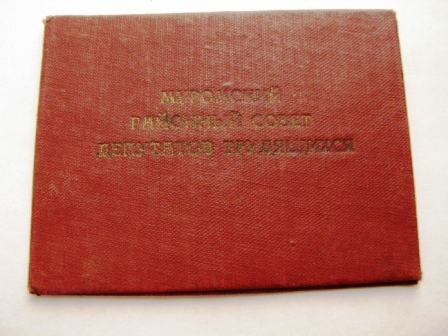 МУРОМСКИЙ
РАЙОННЫЙ СОВЕТ
ДЕПУТАТОВ ТРУДЯЩИХСЯ